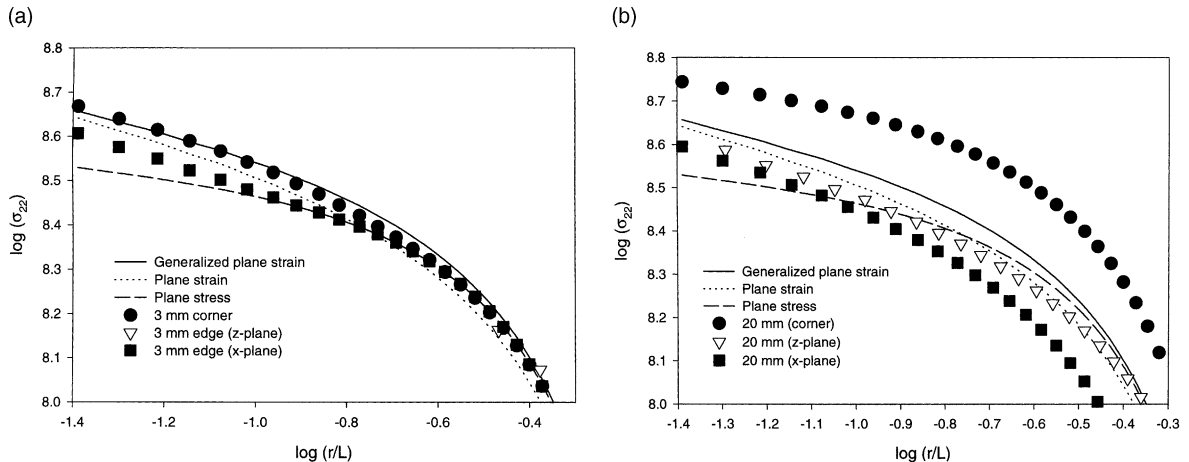 (a)
8.8
8.7
8.6
8.5
8.4
8.3
8.2
8.1
8.0
log (σ22)
Generalized plane strain
Plane strain
Plane stress
3 mm corner
3 mm edge (z-plane)
3 mm edge (x-plane)
-1.4 -1.2 -1.0 -0.8 -0.6 -0.4
log (r/L)
(b)
8.8
8.7
8.6
8.5
8.4
8.3
8.2
8.1
8.0
log (σ22)
Generalized plane strain
Plane strain
Plane stress
20 mm (corner)
20 mm (z-plane)
20 mm (x-plane)
-1.4 -1.3 -1.2 -1.1 -1.0 -0.9 -0.8 -0.7 -0.6 -0.5 -0.4 -0.3
log (r/L)